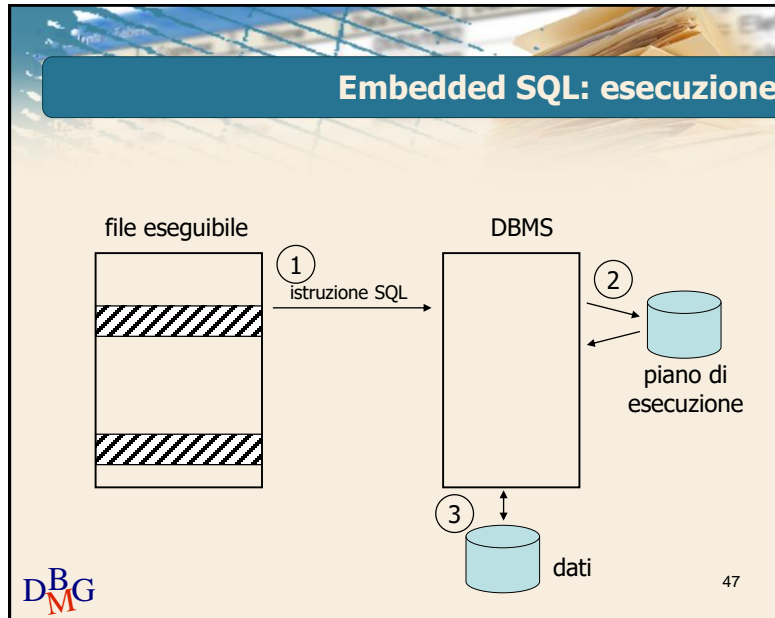 Embedded SQL: esecuzione
file eseguibile
DBMS
1
istruzione SQL
2
piano di
esecuzione
3
dati
DBMG
47